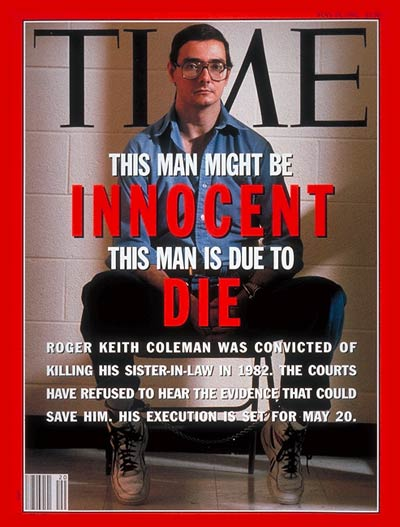 TIME
THIS MAN MIGHT BE
INNOCENT
THIS MAN IS DUE TO
DIE
ROGER KEITH COLEMAN WAS CONVICTED OF
KILLING HIS SISTER-IN-LAW IN 1982. THE COURTS
HAVE REFUSED TO HEAR THE EVIDENCE THAT COULD
SAVE HIM. HIS EXECUTION IS SET FOR MAY 20.
20